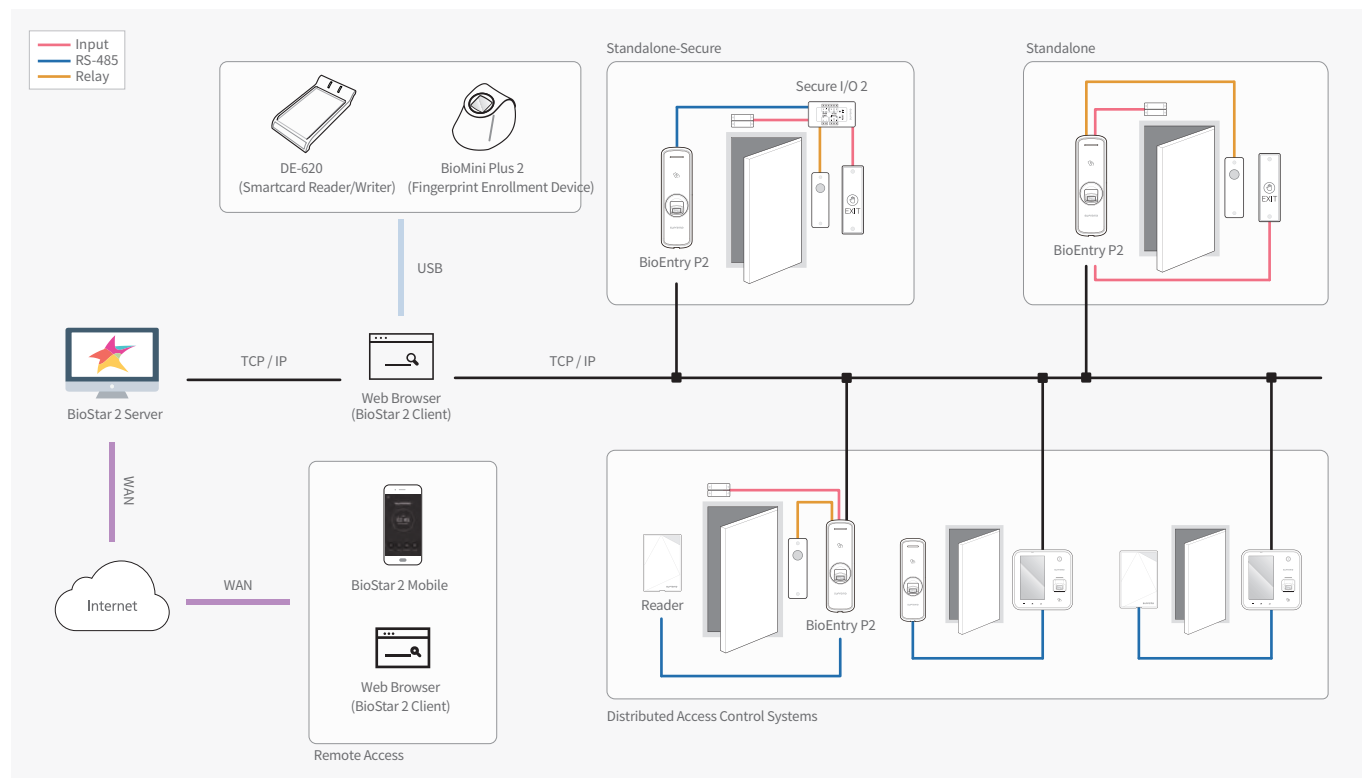 Input
RS-485
Relay
DE-620
(Smartcard Reader/Writer)
BioMini Plus 2
(Fingerprint Enrollment Device)
USB
Standalone-Secure
Secure I/O 2
EXIT
BioEntry P2
Standalone
EXIT
BioEntry P2
TCP / IP
TCP / IP
BioStar 2 Server
Web Browser
(BioStar 2 Client)
WAN
Internet
WAN
BioStar 2 Mobile
Web Browser
(BioStar 2 Client)
Remote Access
Reader
BioEntry P2
Distributed Access Control Systems